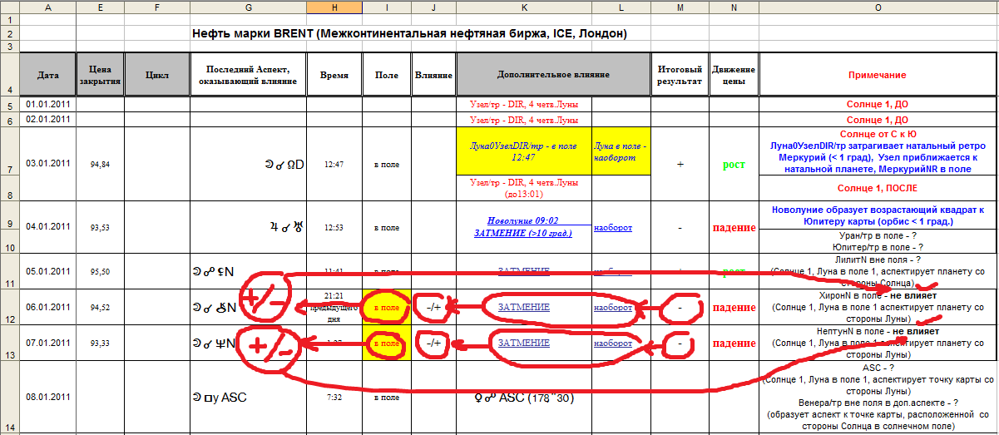 A E F G H I J K L M N O
1
2 Нефть марки BRENT (Межконтинентальная нефтяная биржа, ICE, Лондон)
3
4 Дата Цена закрытия Цикл Последний Аспект, оказывающий влияние Время Поле Влияние Дополнительное влияние Итоговый результат Движение цены Примечание
5 01.01.2011 Узел/тр - DIR, 4 четв.Луны Солнце 1, ДО
6 02.01.2011 Узел/тр - DIR, 4 четв.Луны Солнце 1, ДО
7 03.01.2011 94,84 ☽ ☌ ☊D 12:47 в поле
Луна0УзелDIR/тр - в поле
12:47
Луна в поле -
наоборот
+ рост
Солнце от С к Ю
Луна0УзелDIR/тр затрагивает натальный ретро
Меркурий (< 1 град), Узел приближается к
натальной планете, МеркурийNR в поле
8 Узел/тр - DIR, 4 четв.Луны
(до13:01)
Солнце 1, ПОСЛЕ
9 04.01.2011 93,53 ♃ ☌ ♅ 12:53 в поле
Новолуние 09:02
ЗАТМЕНИЕ (>10 град.)
наоборот
- падение
Новолуние образует возрастающий квадрат к
Юпитеру карты (орбис < 1 град.)
10 Уран/тр в поле - ?
Юпитер/тр в поле - ?
11 05.01.2011 95,50 ☽ ☍ ⚸N 11:41 ЗАТМЕНИЕ рост
ЛилитN вне поля - ?
(Солнце 1, Луна в поле 1, аспектирует планету со
стороны Солнца)
12 06.01.2011 94,52 ☽ ☌ ⚷N +/-
21:21
предыдущего
дня
в поле -/+ ЗАТМЕНИЕ наоборот - падение
ХиронN в поле - не влияет
(Солнце 1, Луна в поле 1 аспектирует планету со
стороны Луны)
13 07.01.2011 93,33 ☽ ☌ ♆N +/- в поле -/+ ЗАТМЕНИЕ наоборот - падение
НептунN в поле - не влияет
(Солнце 1, Луна в поле 1, аспектирует планету со
стороны Луны)
14 08.01.2011 ☽ □у ASC 7:32 в поле ♀ ☍ ASC (178°30)
ASC - ?
(Солнце 1, Луна в поле 1, аспектирует точку карты со
стороны Луны)
Венера/тр вне поля в доп.аспекте - ?
(образует аспект к точке карты, расположенной со
стороны Солнца в солнечном поле)